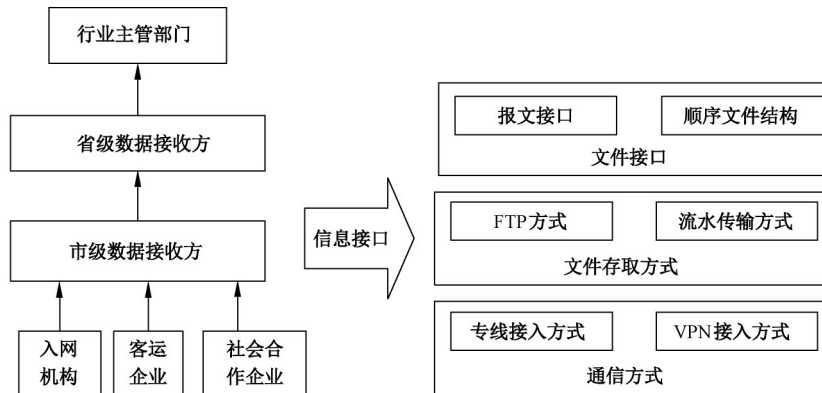 行业主管部门
省级数据接收方
市级数据接收方
入网
机构
客运
企业
社会合
作企业
信息接口
报文接口
顺序文件结构
文件接口
FTP方式
流水传输方式
文件存取方式
专线接入方式
VPN接入方式
通信方式